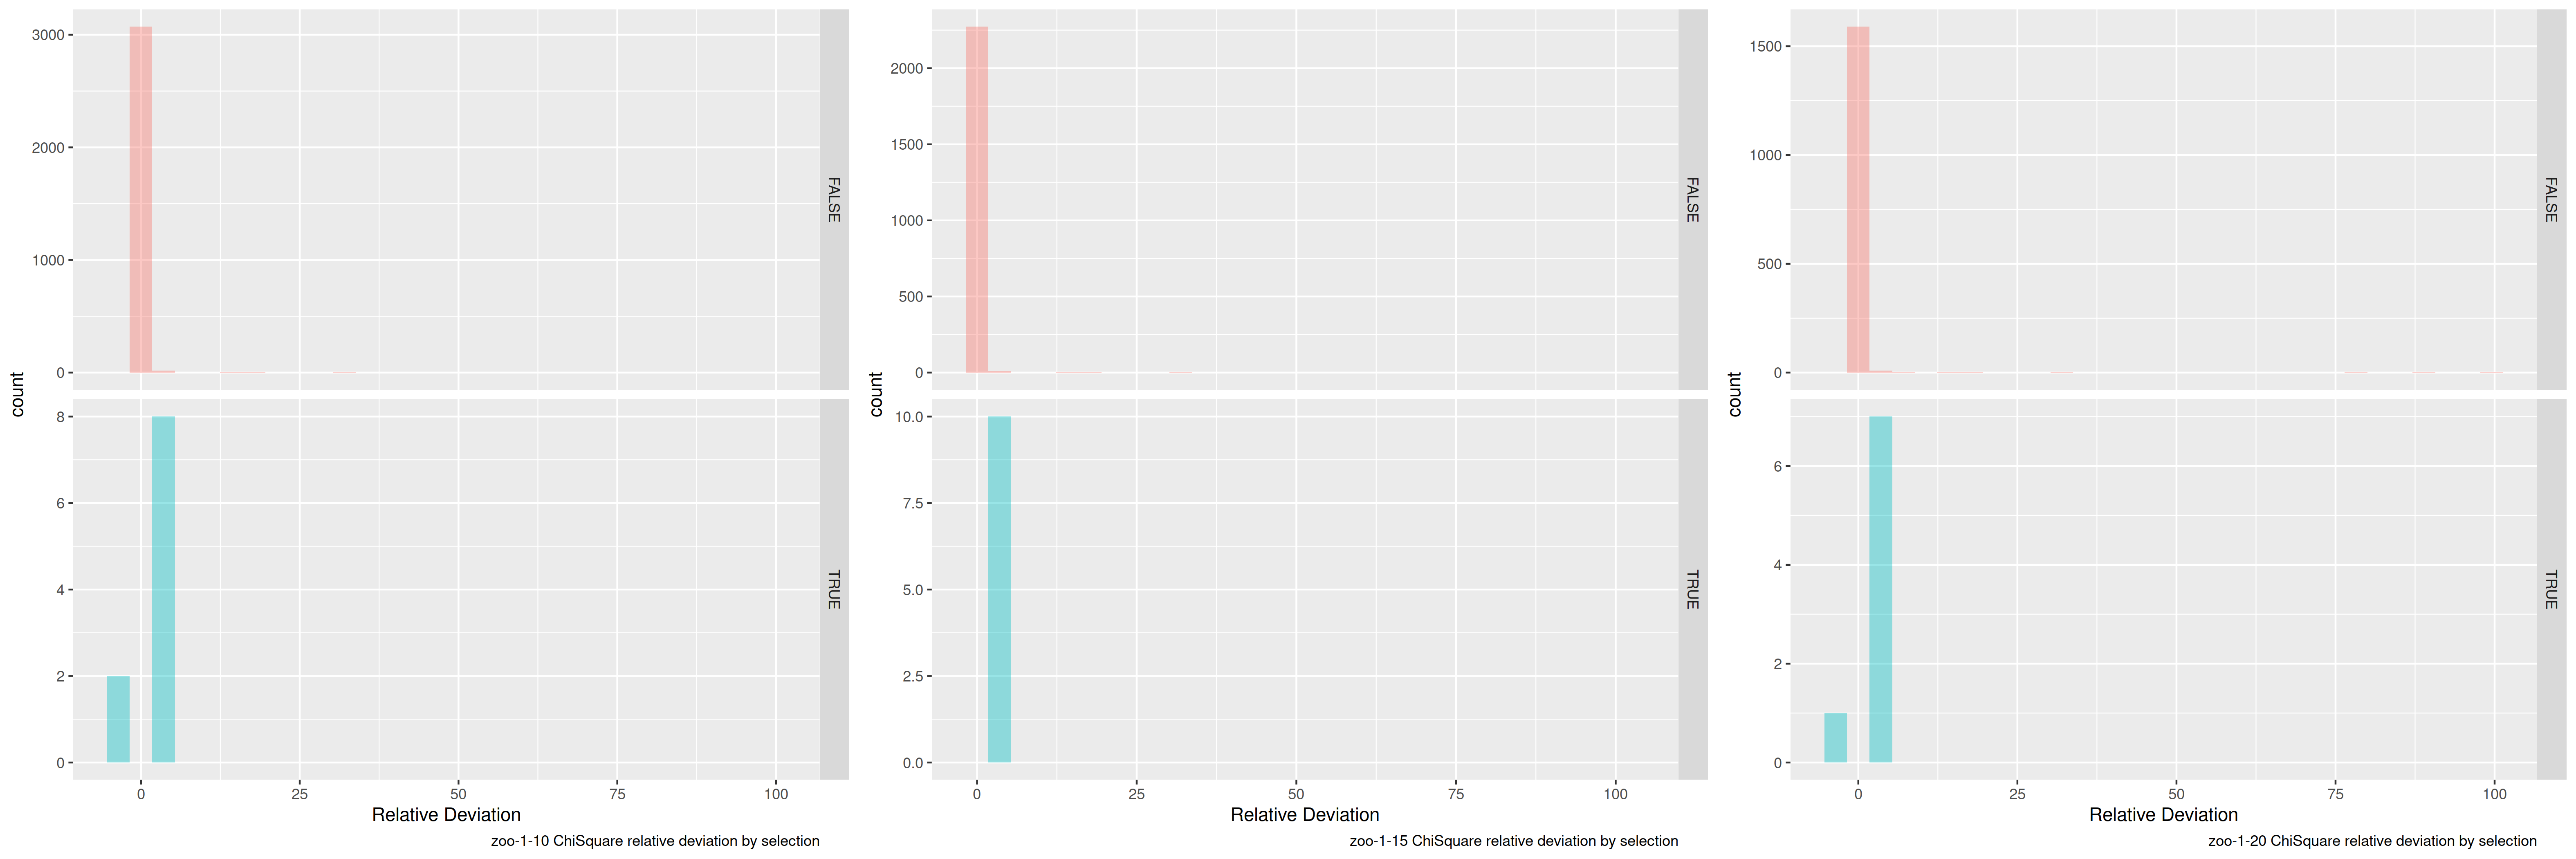 count
3000
2000
1000
0
FALSE
8
6
4
2
0
TRUE
0 25 50 75 100
Relative Deviation
zoo-1-10 ChiSquare relative deviation by selection
count
2000
1500
1000
500
0
FALSE
10.0
7.5
5.0
2.5
0.0
TRUE
0 25 50 75 100
Relative Deviation
zoo-1-15 ChiSquare relative deviation by selection
count
1500
1000
500
0
FALSE
6
4
2
0
TRUE
0 25 50 75 100
Relative Deviation
zoo-1-20 ChiSquare relative deviation by selection